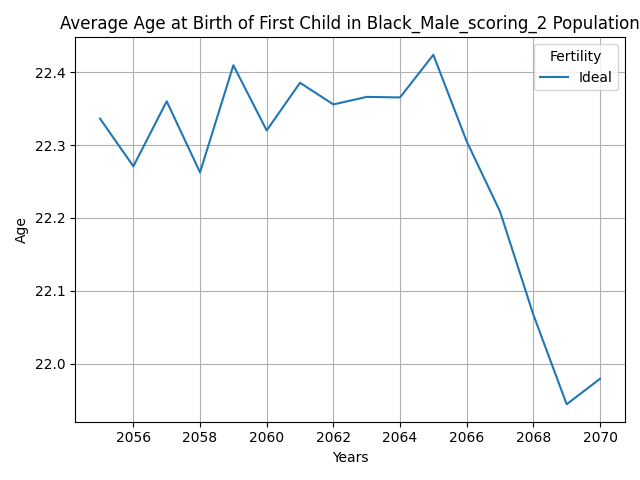 Average Age at Birth of First Child in Black_Male_scoring_2 Population
Fertility
Ideal
22.4
22.3
22.2
22.1
22.0
Age
2056 2058 2060 2062 2064 2066 2068 2070
Years